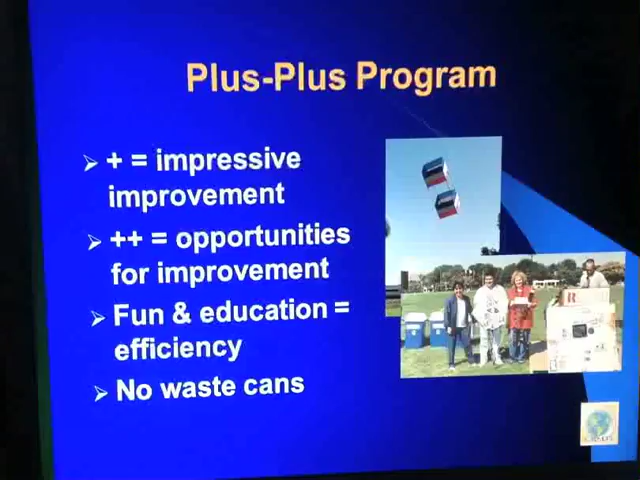 Plus-Plus Program
+ = impressive
improvement
++ = opportunities
for improvement
Fun & education =
efficiency
No waste cans